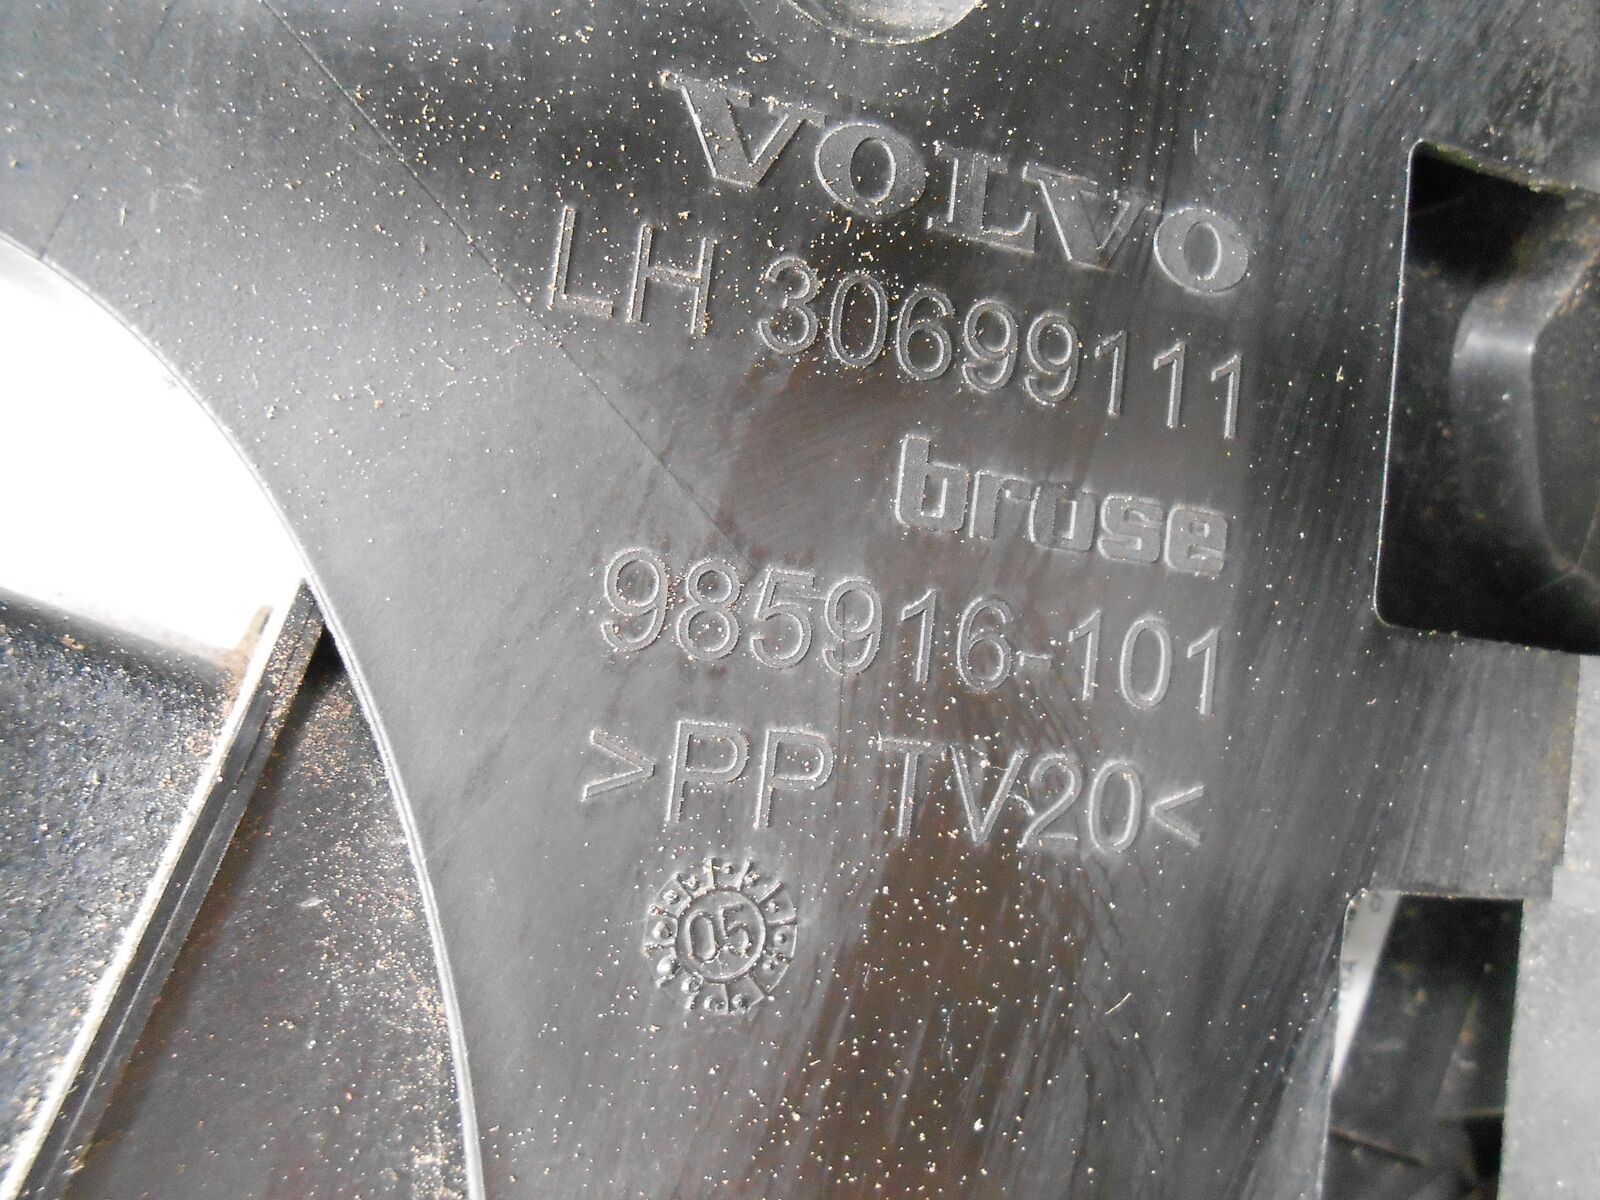 VOLVO
LH 30699111
brose
985916-101
>PP TV20<
05